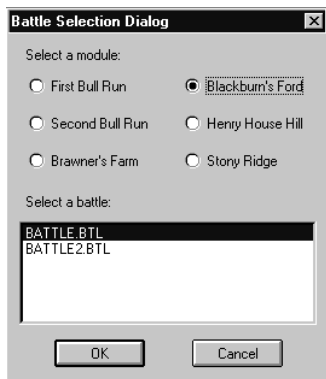 Battle Selection Dialog
Select a module:
First Bull Run
Blackburn's Ford
Second Bull Run
Henry House Hill
Brawner's Farm
Stony Ridge
Select a battle:
BATTLE.BTL
BATTLE2.BTL
OK
Cancel